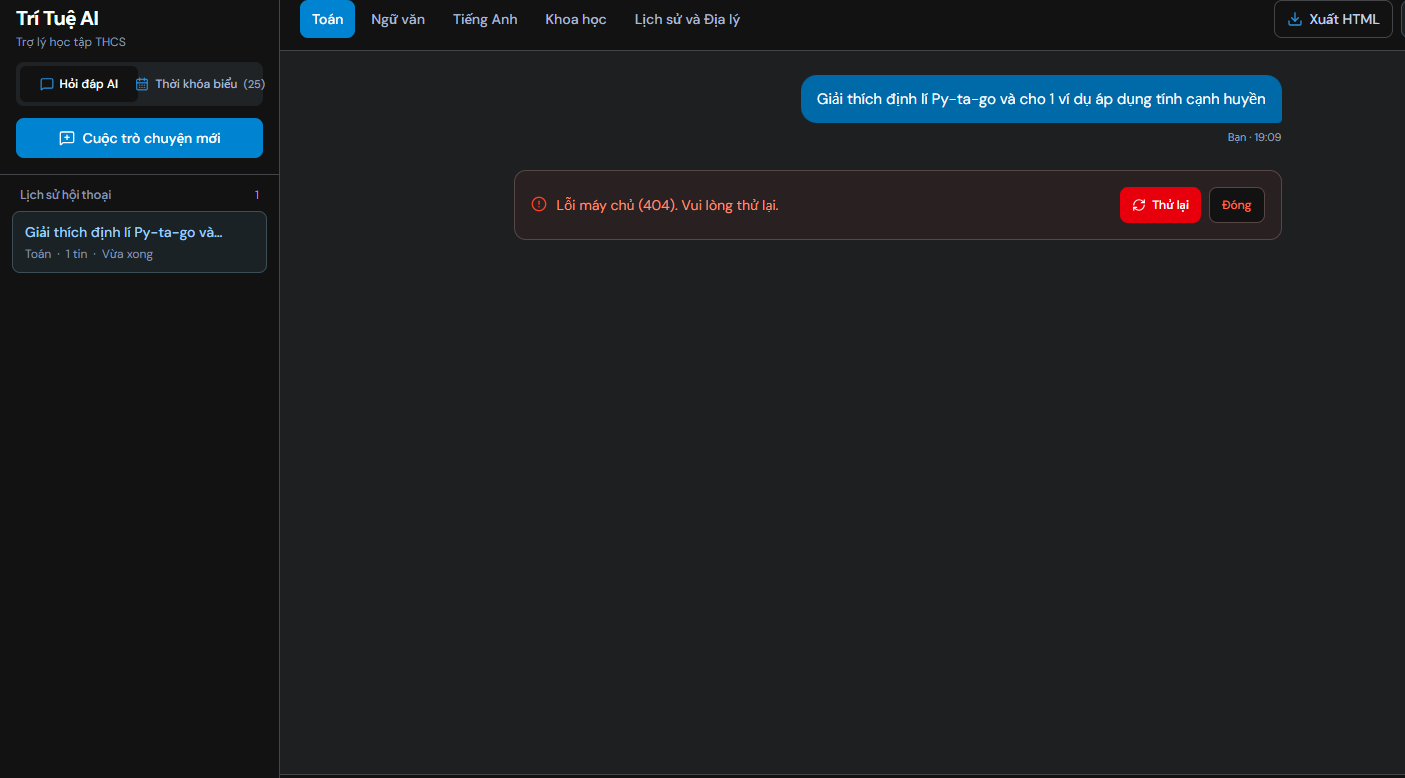 Trí Tuệ AI
Trợ lý học tập THCS
Hỏi đáp AI
Thời khóa biểu (25)
Cuộc trò chuyện mới
Lịch sử hội thoại 1
Giải thích định lí Py-ta-go và...
Toán · 1 tin · Vừa xong
Toán Ngữ văn Tiếng Anh Khoa học Lịch sử và Địa lý
Xuất HTML
Giải thích định lí Py-ta-go và cho 1 ví dụ áp dụng tính cạnh huyền
Bạn · 19:09
Lỗi máy chủ (404). Vui lòng thử lại.
Thử lại
Đóng